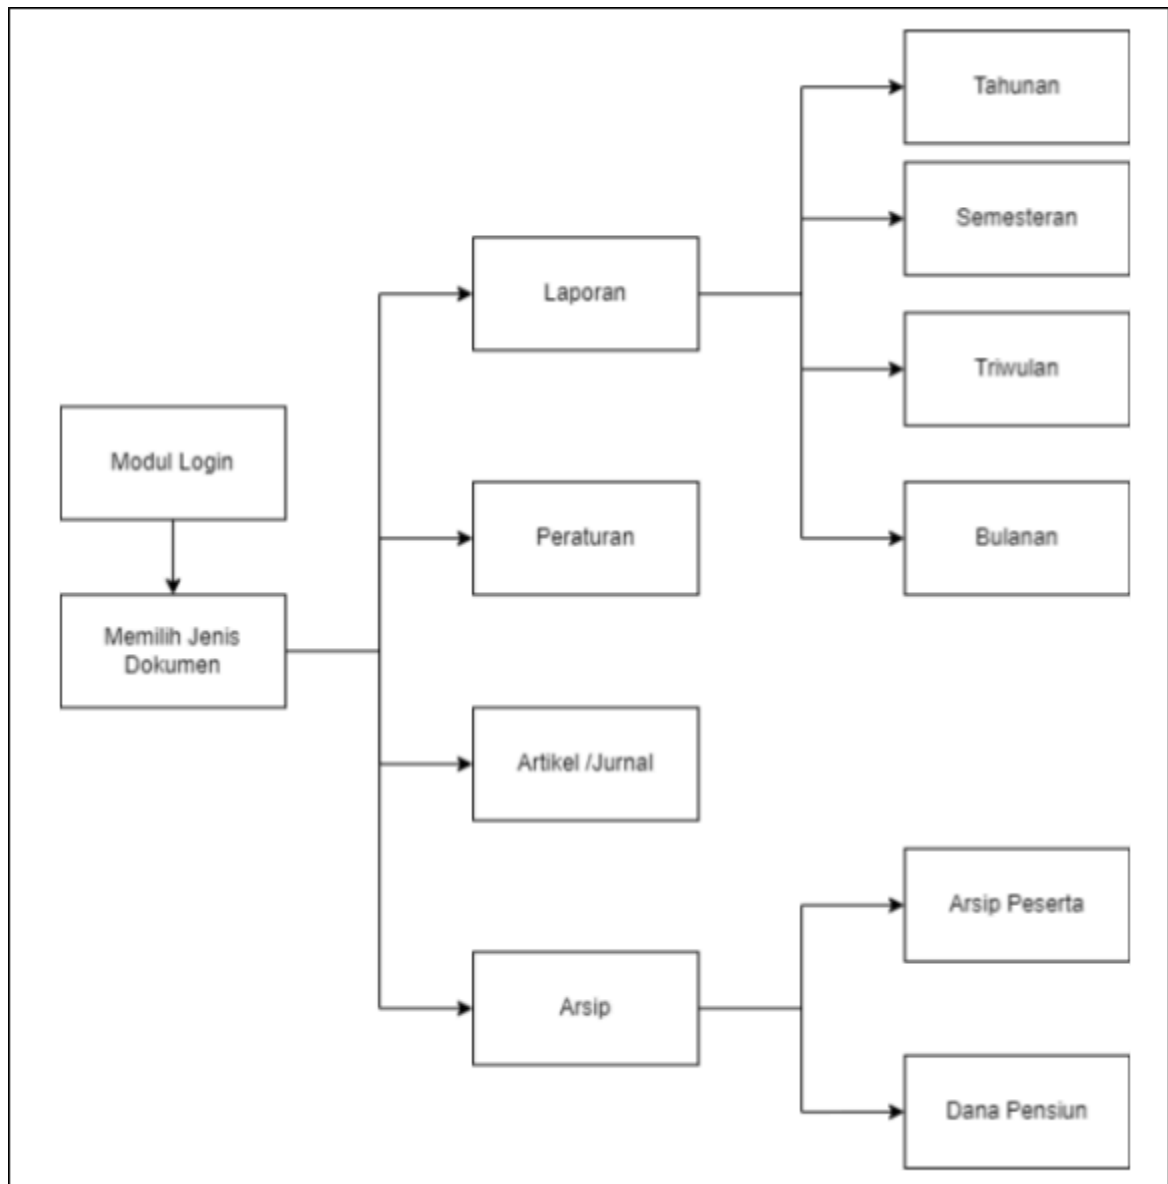 Modul Login
Memilih Jenis
Dokumen
Laporan
Peraturan
Artikel /Jurnal
Arsip
Tahunan
Semesteran
Triwulan
Bulanan
Arsip Peserta
Dana Pensiun